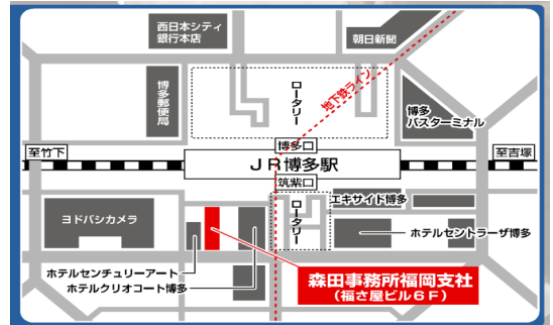 西日本シティ
銀行本店
朝日新聞
博多郵便局
ロータリー
地下鉄ライン
博多
バスターミナル
至竹下
博多口
至吉塚
JR博多駅
筑紫口
エキサイド博多
ヨドバシカメラ
ロータリー
ホテルセントラーザ博多
ホテルセンチュリーアート
ホテルクリオコート博多
森田事務所福岡支社
(福さ屋ビル6F)